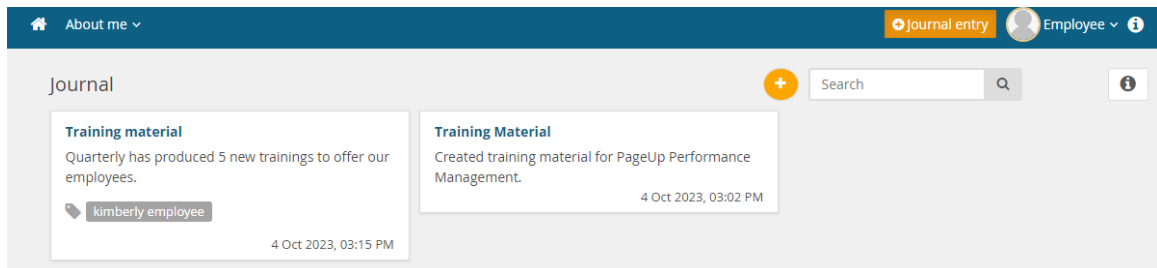 About me
Journal entry
Employee
Journal
Search
Training material
Quarterly has produced 5 new trainings to offer our
employees.
kimberly employee
4 Oct 2023, 03:15 PM
Training Material
Created training material for PageUp Performance
Management.
4 Oct 2023, 03:02 PM